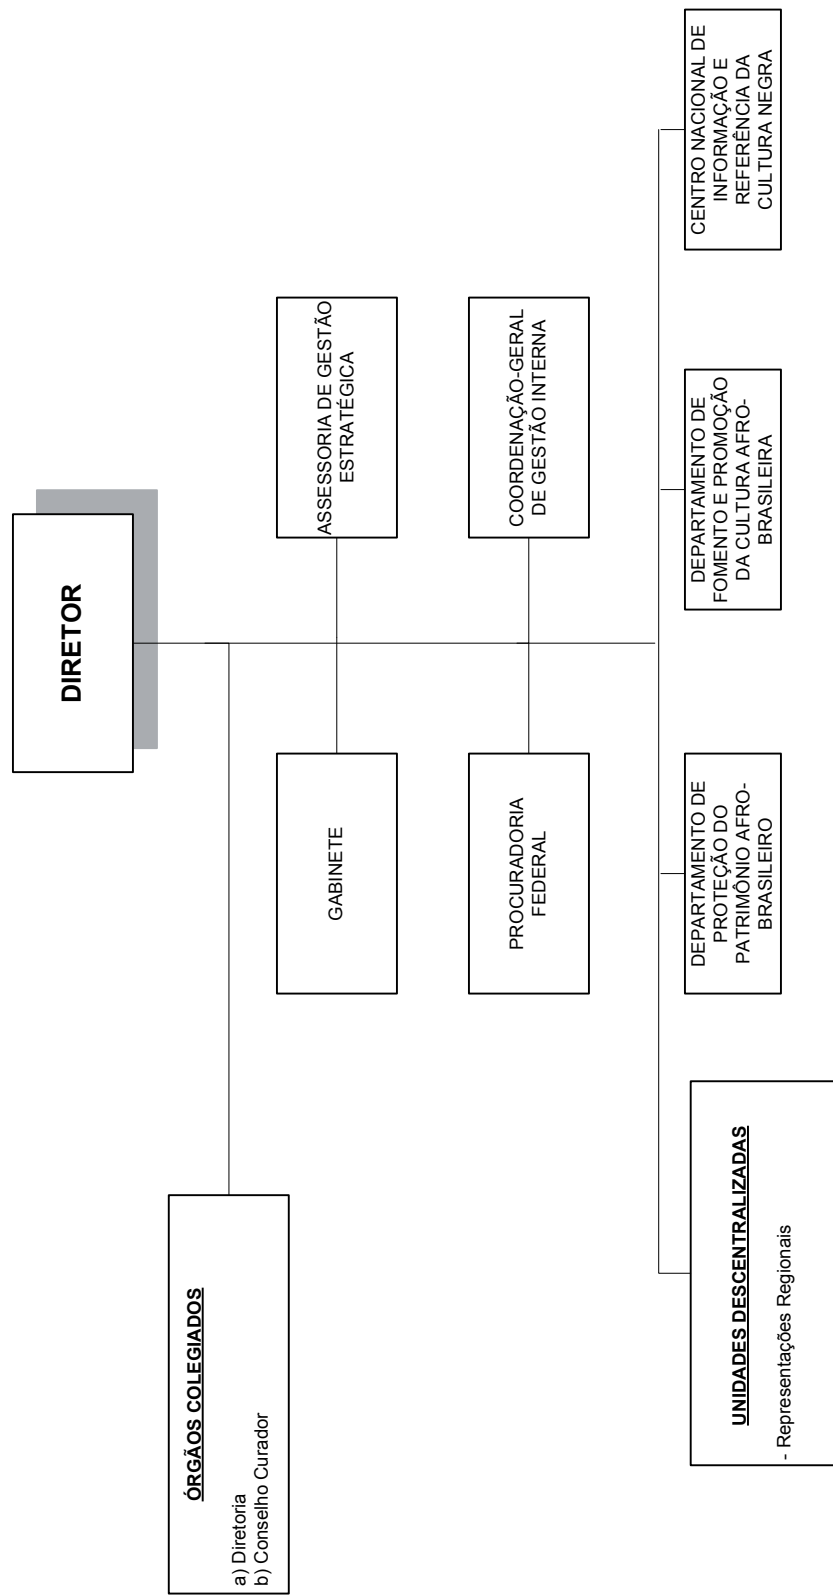 DIRETOR
ÓRGÃOS COLEGIADOS
a) Diretoria
b) Conselho Curador
GABINETE
ASSESSORIA DE GESTÃO
ESTRATÉGICA
PROCURADORIA
FEDERAL
COORDENAÇÃO-GERAL
DE GESTÃO INTERNA
UNIDADES DESCENTRALIZADAS
- Representações Regionais
DEPARTAMENTO DE
PROTEÇÃO DO
PATRIMÔNIO AFRO-
BRASILEIRO
DEPARTAMENTO DE
FOMENTO E PROMOÇÃO
DA CULTURA AFRO-
BRASILEIRA
CENTRO NACIONAL DE
INFORMAÇÃO E
REFERÊNCIA DA
CULTURA NEGRA